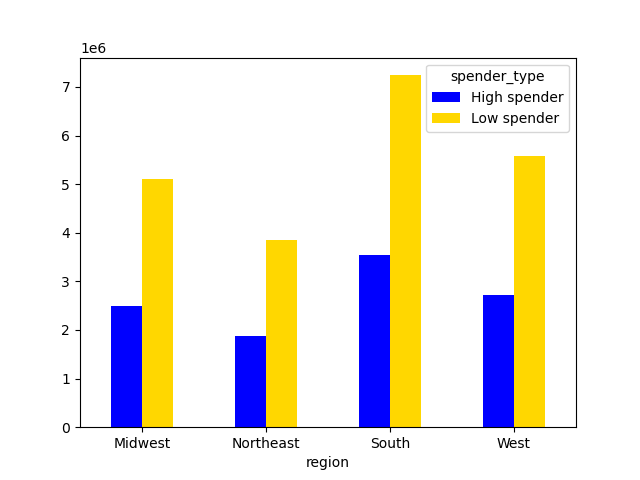 1e6
7
6
5
4
3
2
1
0
spender_type
High spender
Low spender
Midwest Northeast South West
region